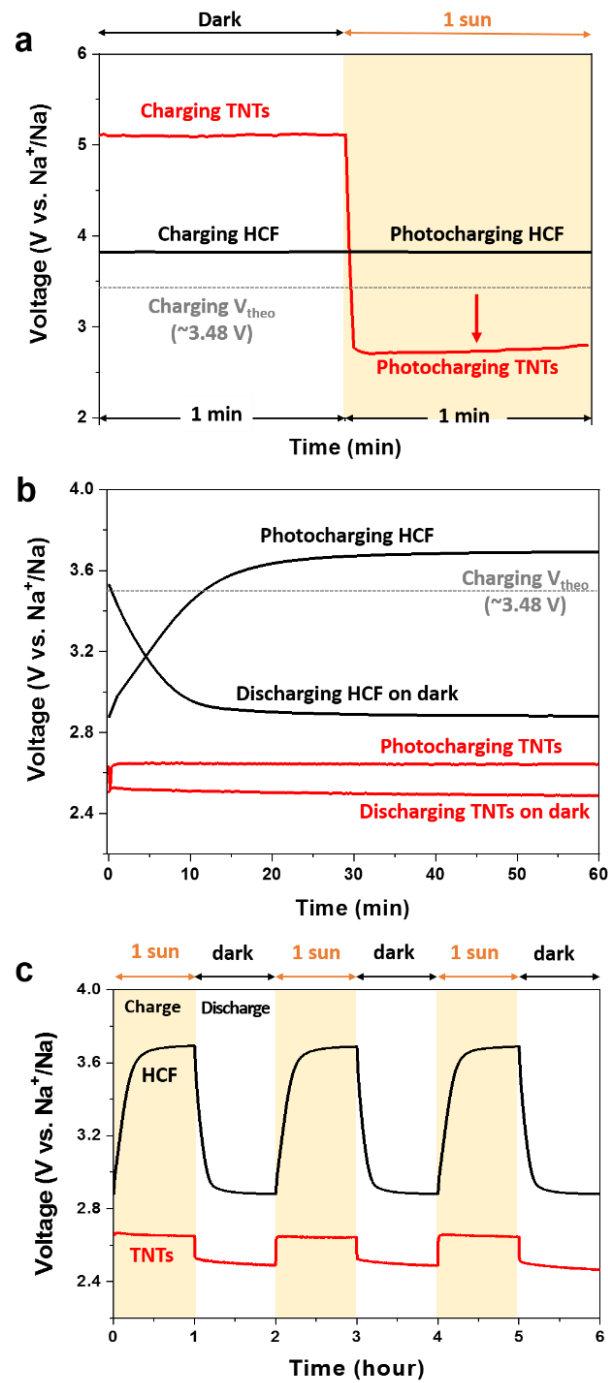 a
Dark 1 sun
Voltage (V vs. Na⁺/Na)
6
5
4
3
2
Charging TNTs
Charging HCF Photocharging HCF
Charging Vtheo
(~3.48 V)
Photocharging TNTs
1 min 1 min
Time (min)
b
Voltage (V vs. Na⁺/Na)
4.0
3.6
3.2
2.8
2.4
Photocharging HCF
Charging Vtheo
(~3.48 V)
Discharging HCF on dark
Photocharging TNTs
Discharging TNTs on dark
0 10 20 30 40 50 60
Time (min)
c
1 sun dark 1 sun dark 1 sun dark
Voltage (V vs. Na⁺/Na)
4.0
3.6
3.2
2.8
2.4
Charge Discharge
HCF
TNTs
0 1 2 3 4 5 6
Time (hour)